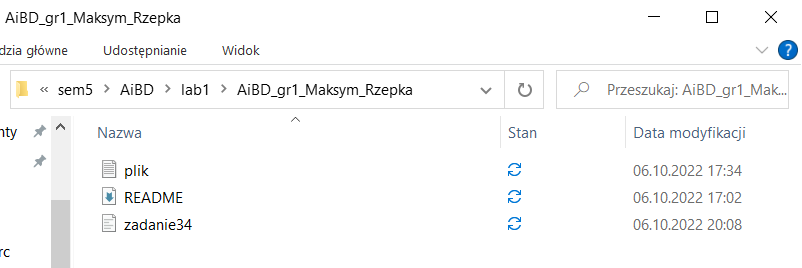 AiBD_gr1_Maksym_Rzepka
dzia główne Udostępnianie Widok ?
« sem5 AiBD lab1 AiBD_gr1_Maksym_Rzepka Przeszukaj: AiBD_gr1_Mak...
nty Nazwa Stan Data modyfikacji
plik 06.10.2022 17:34
README 06.10.2022 17:02
zadanie34 06.10.2022 20:08
rc